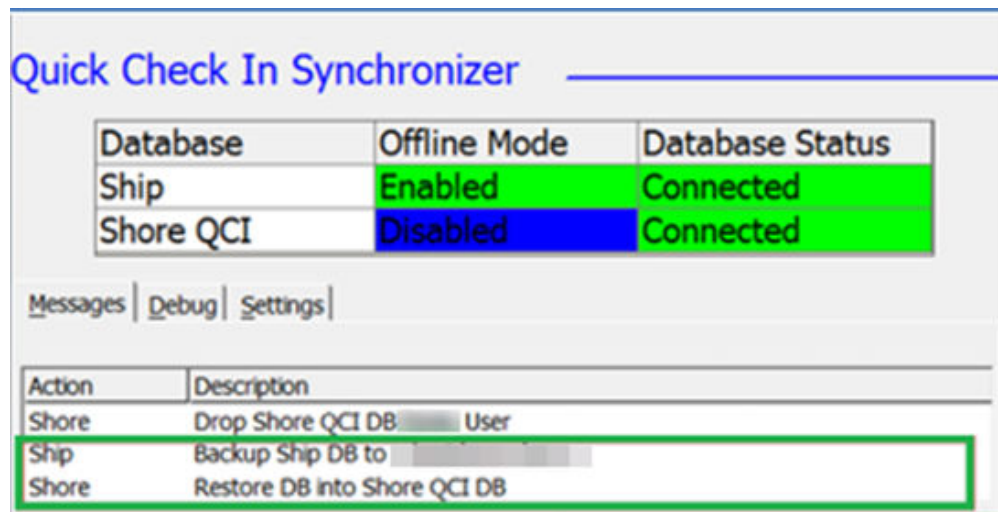 Quick Check In Synchronizer
Database Offline Mode Database Status
Ship Enabled Connected
Shore QCI Disabled Connected
Messages Debug Settings
Action Description
Shore Drop Shore QCI DB User
Ship Backup Ship DB to
Shore Restore DB into Shore QCI DB